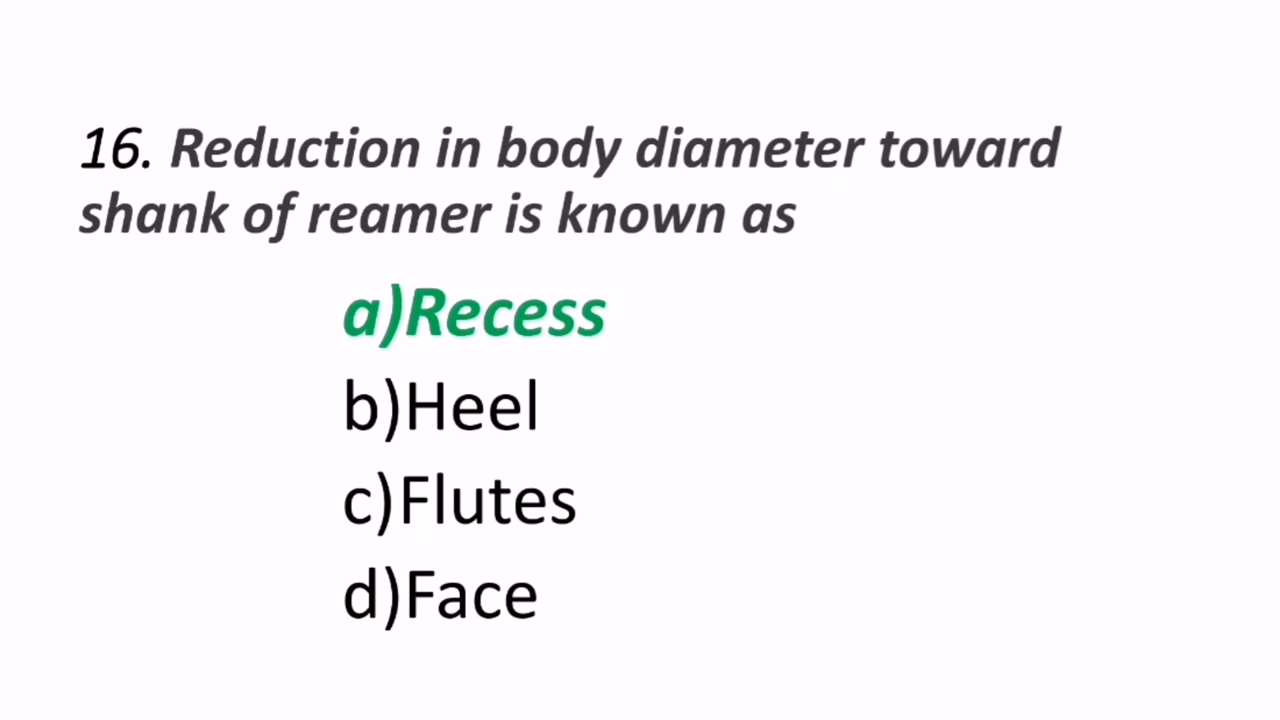 16. Reduction in body diameter toward
shank of reamer is known as
a)Recess
b)Heel
c)Flutes
d)Face